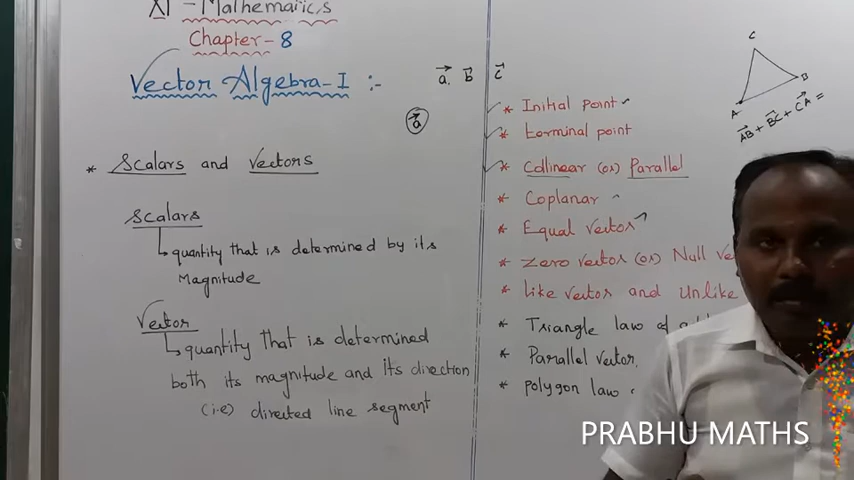 XI - Mathematics
Chapter - 8
Vector Algebra-I :-
a⃗. b⃗ c⃗
a⃗
* Scalars and Vectors
Scalars
quantity that is determined by its
Magnitude
Vector
quantity that is determined
both its magnitude and its direction
(i.e) directed line segment
* Initial point
* terminal point
* Collinear (or) Parallel
* Coplanar
* Equal Vector
* Zero vector (or) Null
* Like vector and Unlike
* Triangle law of
* Parallel vector
* polygon law
C
B
A
AB⃗ + BC⃗ + CA⃗ =
PRABHU MATHS